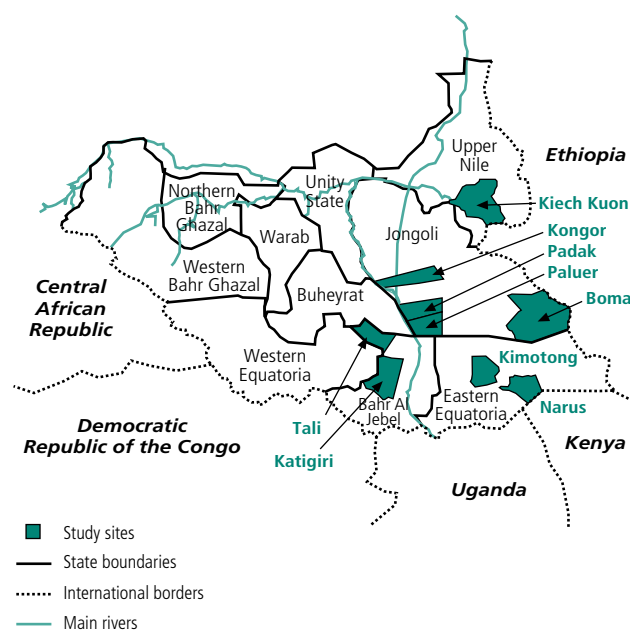 Upper
Nile
Ethiopia
Unity
State
Northern
Bahr
Ghazal
Kiech Kuon
Kongor
Warab
Jongoli
Padak
Paluer
Western
Bahr Ghazal
Buheyrat
Central
African
Republic
Boma
Western
Equatoria
Kimotong
Eastern
Equatoria
Narus
Bahr Al
Jebel
Tali
Katigiri
Democratic
Republic of the Congo
Kenya
Uganda
Study sites
State boundaries
International borders
Main rivers